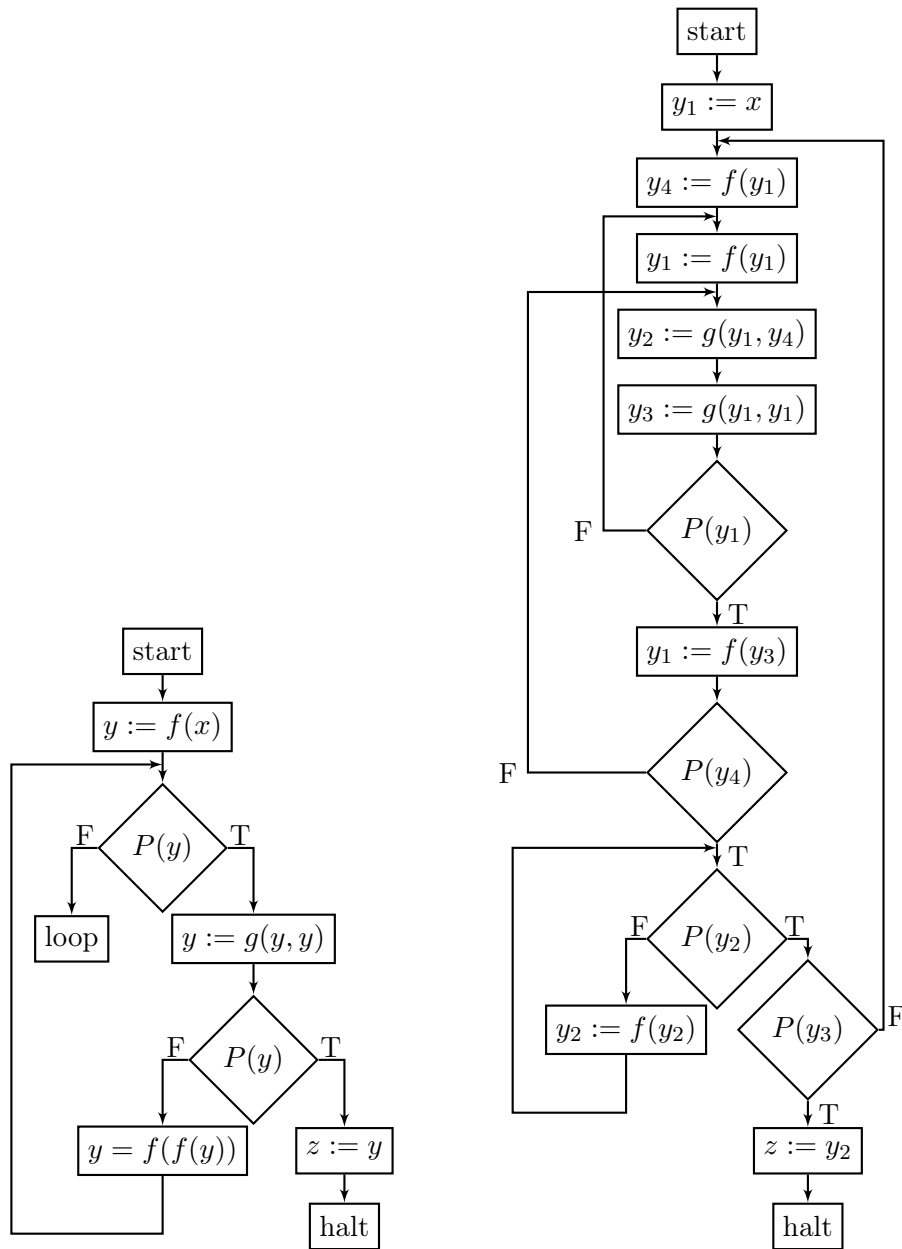 start
y := f(x)
P(y)
F
T
loop
y := g(y, y)
P(y)
F
T
y = f(f(y))
z := y
halt
start
y₁ := x
y₄ := f(y₁)
y₁ := f(y₁)
y₂ := g(y₁, y₄)
y₃ := g(y₁, y₁)
P(y₁)
F
T
y₁ := f(y₃)
P(y₄)
F
T
P(y₂)
F
T
y₂ := f(y₂)
P(y₃)
F
T
z := y₂
halt